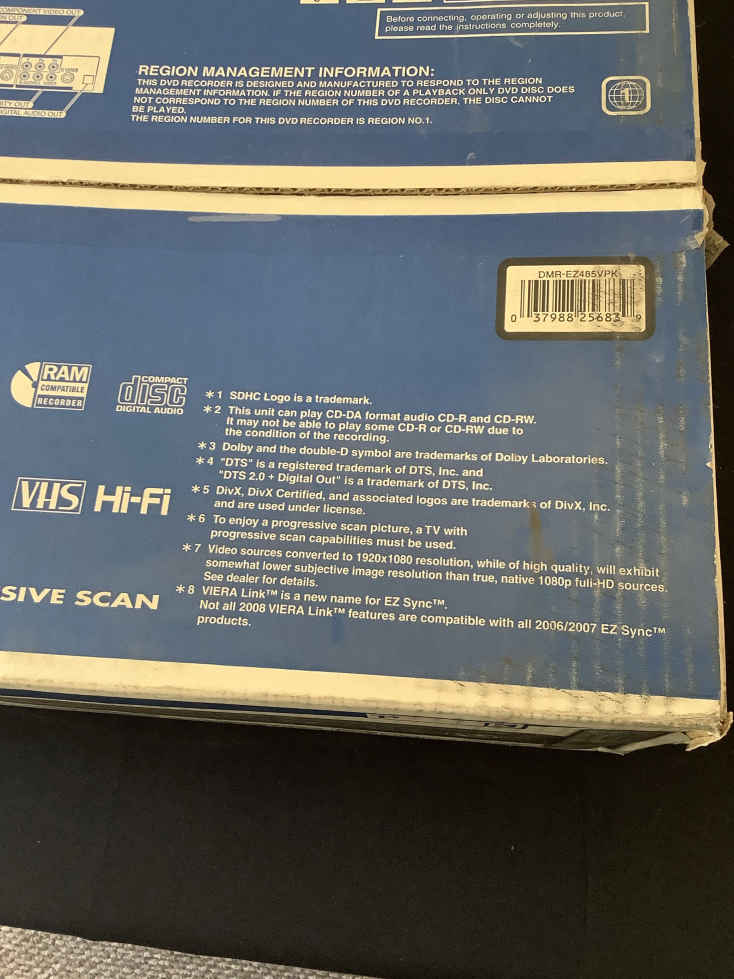 COMPONENT VIDEO OUT
Before connecting, operating or adjusting this product,
please read the instructions completely.
DIGITAL AUDIO OUT
REGION MANAGEMENT INFORMATION:
THIS DVD RECORDER IS DESIGNED AND MANUFACTURED TO RESPOND TO THE REGION
MANAGEMENT INFORMATION. IF THE REGION NUMBER OF A PLAYBACK ONLY DVD DISC DOES
NOT CORRESPOND TO THE REGION NUMBER OF THIS DVD RECORDER, THE DISC CANNOT
BE PLAYED.
THE REGION NUMBER FOR THIS DVD RECORDER IS REGION NO.1.
1
DMR-EZ485VPK
0 37988 25683 9
RAM
COMPATIBLE
RECORDER
COMPACT
disc
DIGITAL AUDIO
VHS Hi-Fi
SIVE SCAN
*1 SDHC Logo is a trademark.
*2 This unit can play CD-DA format audio CD-R and CD-RW.
It may not be able to play some CD-R or CD-RW due to
the condition of the recording.
*3 Dolby and the double-D symbol are trademarks of Dolby Laboratories.
*4 "DTS" is a registered trademark of DTS, Inc. and
"DTS 2.0 + Digital Out" is a trademark of DTS, Inc.
*5 DivX, DivX Certified, and associated logos are trademarks of DivX, Inc.
and are used under license.
*6 To enjoy a progressive scan picture, a TV with
progressive scan capabilities must be used.
*7 Video sources converted to 1920x1080 resolution, while of high quality, will exhibit
somewhat lower subjective image resolution than true, native 1080p full-HD sources.
See dealer for details.
*8 VIERA Link™ is a new name for EZ Sync™.
Not all 2008 VIERA Link™ features are compatible with all 2006/2007 EZ Sync™
products.